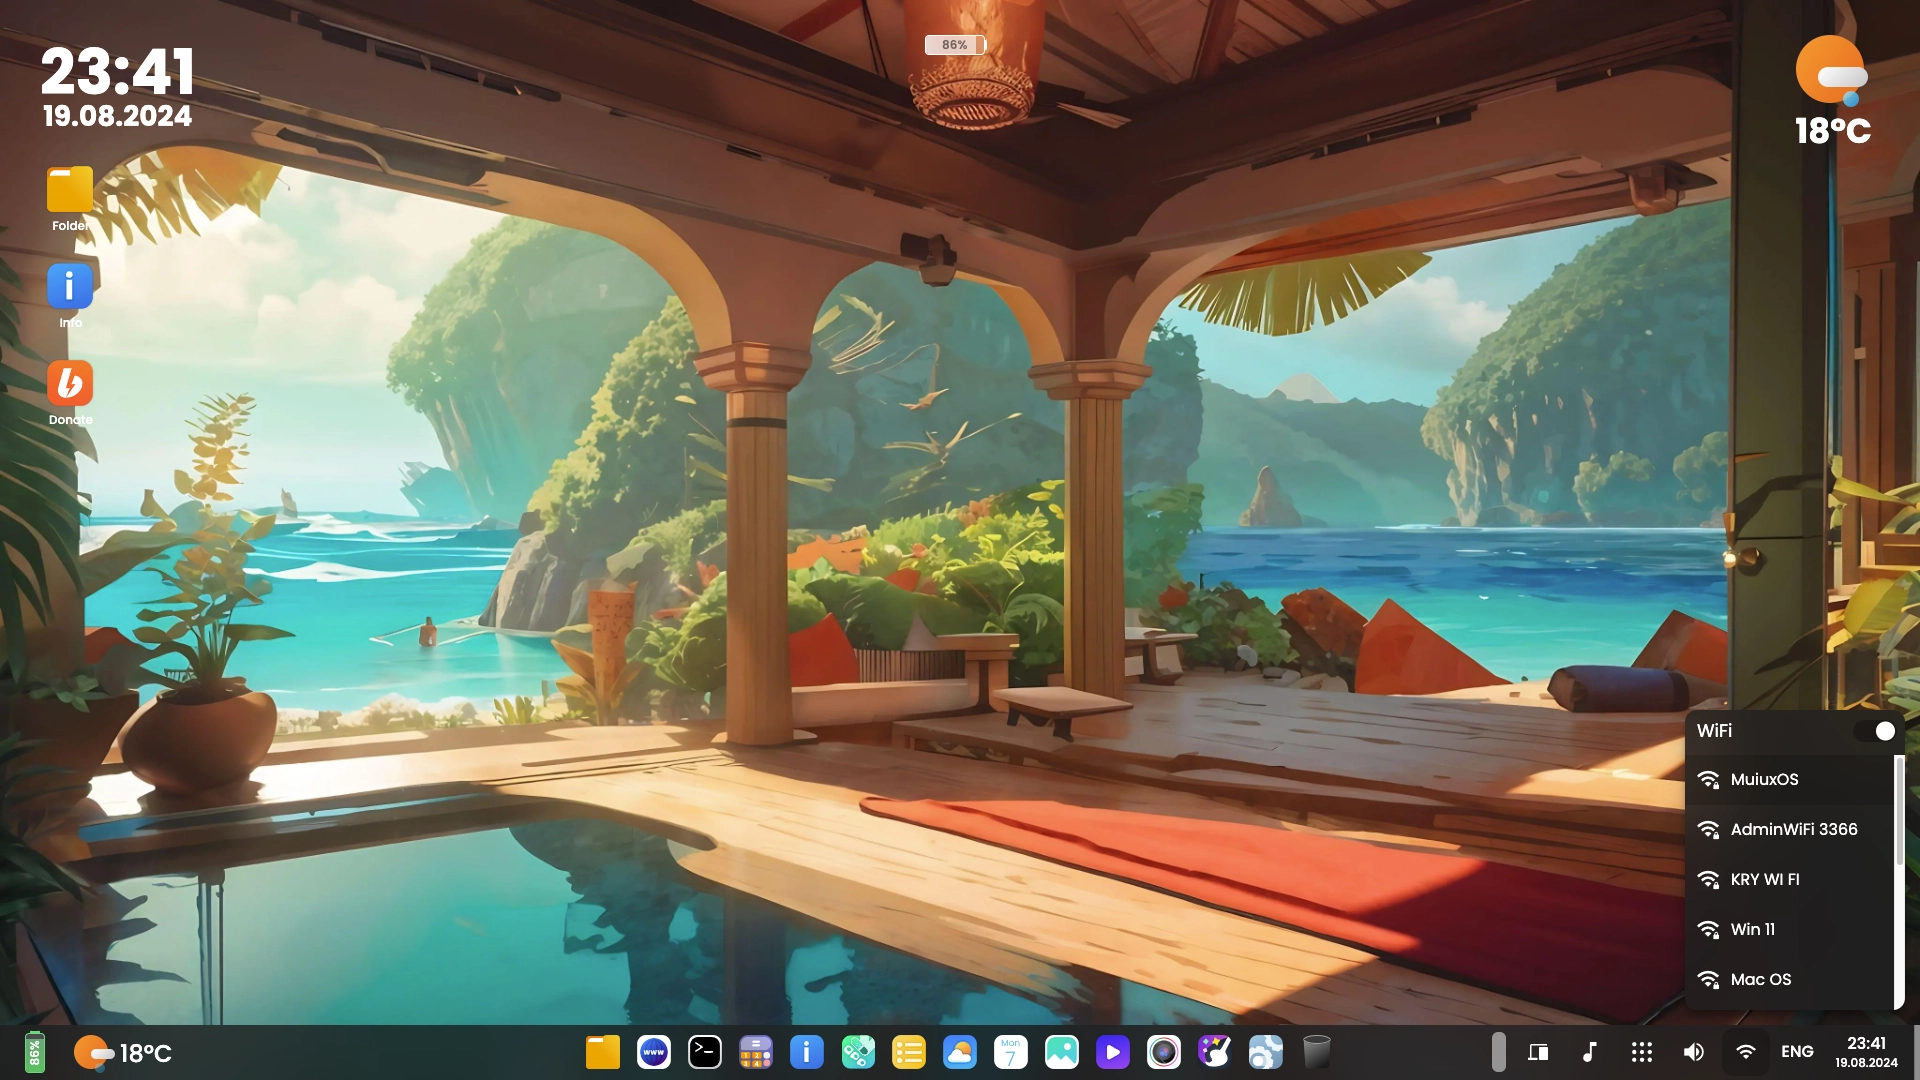 23:41
19.08.2024
86%
18°C
Folder
Info
Donate
WiFi
MuiuxOS
AdminWiFi 3366
KRY WI FI
Win 11
Mac OS
86%
18°C
www
Mon
7
ENG
23:41
19.08.2024